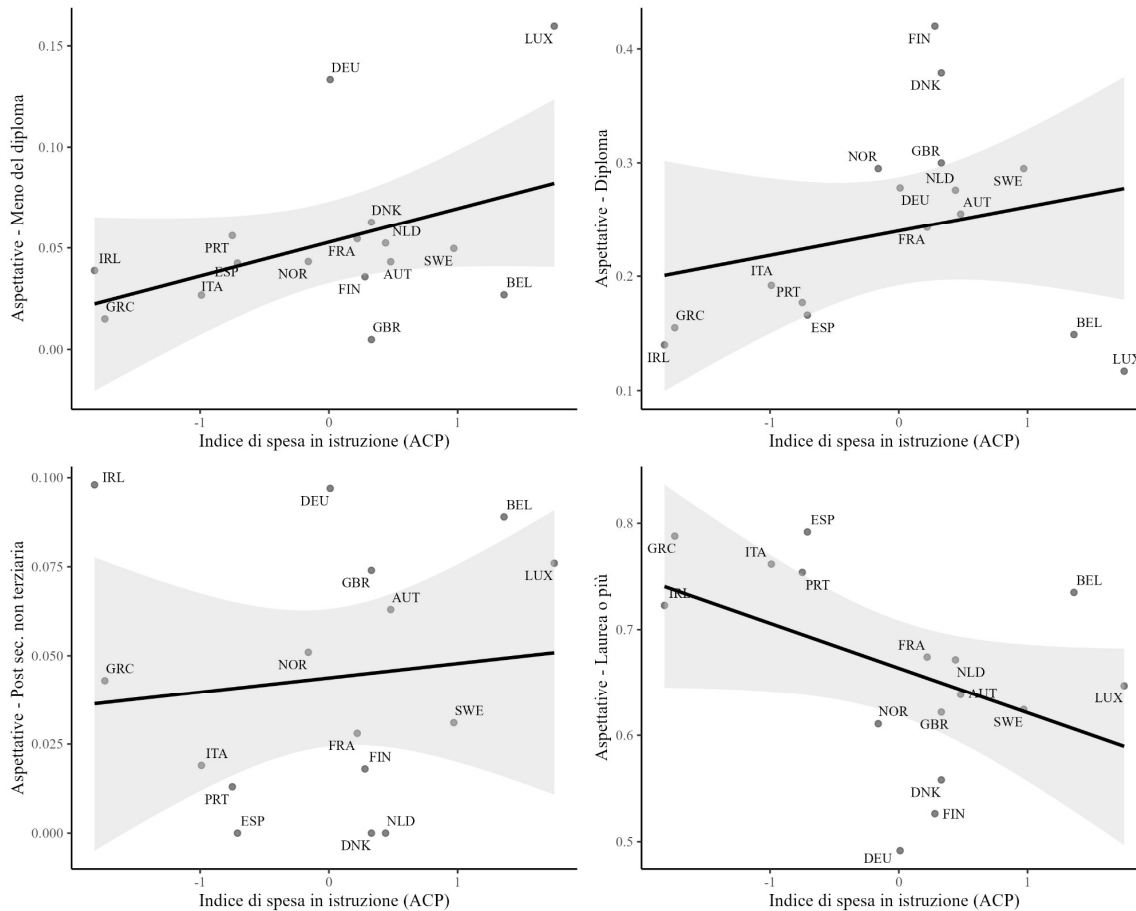 Aspettative - Meno del diploma
0.15
0.10
0.05
0.00
LUX
DEU
DNK
PRT
NLD
IRL
ESP
FRA
NOR
SWE
ITA
FIN
AUT
BEL
GRC
GBR
-1
0
1
Indice di spesa in istruzione (ACP)
Aspettative - Diploma
0.4
0.3
0.2
0.1
FIN
DNK
NOR
GBR
NLD
SWE
DEU
AUT
FRA
ITA
PRT
GRC
ESP
BEL
IRL
LUX
-1
0
1
Indice di spesa in istruzione (ACP)
Aspettative - Post sec. non terziaria
0.100
0.075
0.050
0.025
0.000
IRL
DEU
BEL
GBR
LUX
AUT
NOR
GRC
SWE
ITA
FRA
FIN
PRT
ESP
DNK
NLD
-1
0
1
Indice di spesa in istruzione (ACP)
Aspettative - Laurea o più
0.8
0.7
0.6
0.5
ESP
GRC
ITA
PRT
BEL
IRL
FRA
NLD
AUT
LUX
NOR
GBR
SWE
DNK
FIN
DEU
-1
0
1
Indice di spesa in istruzione (ACP)